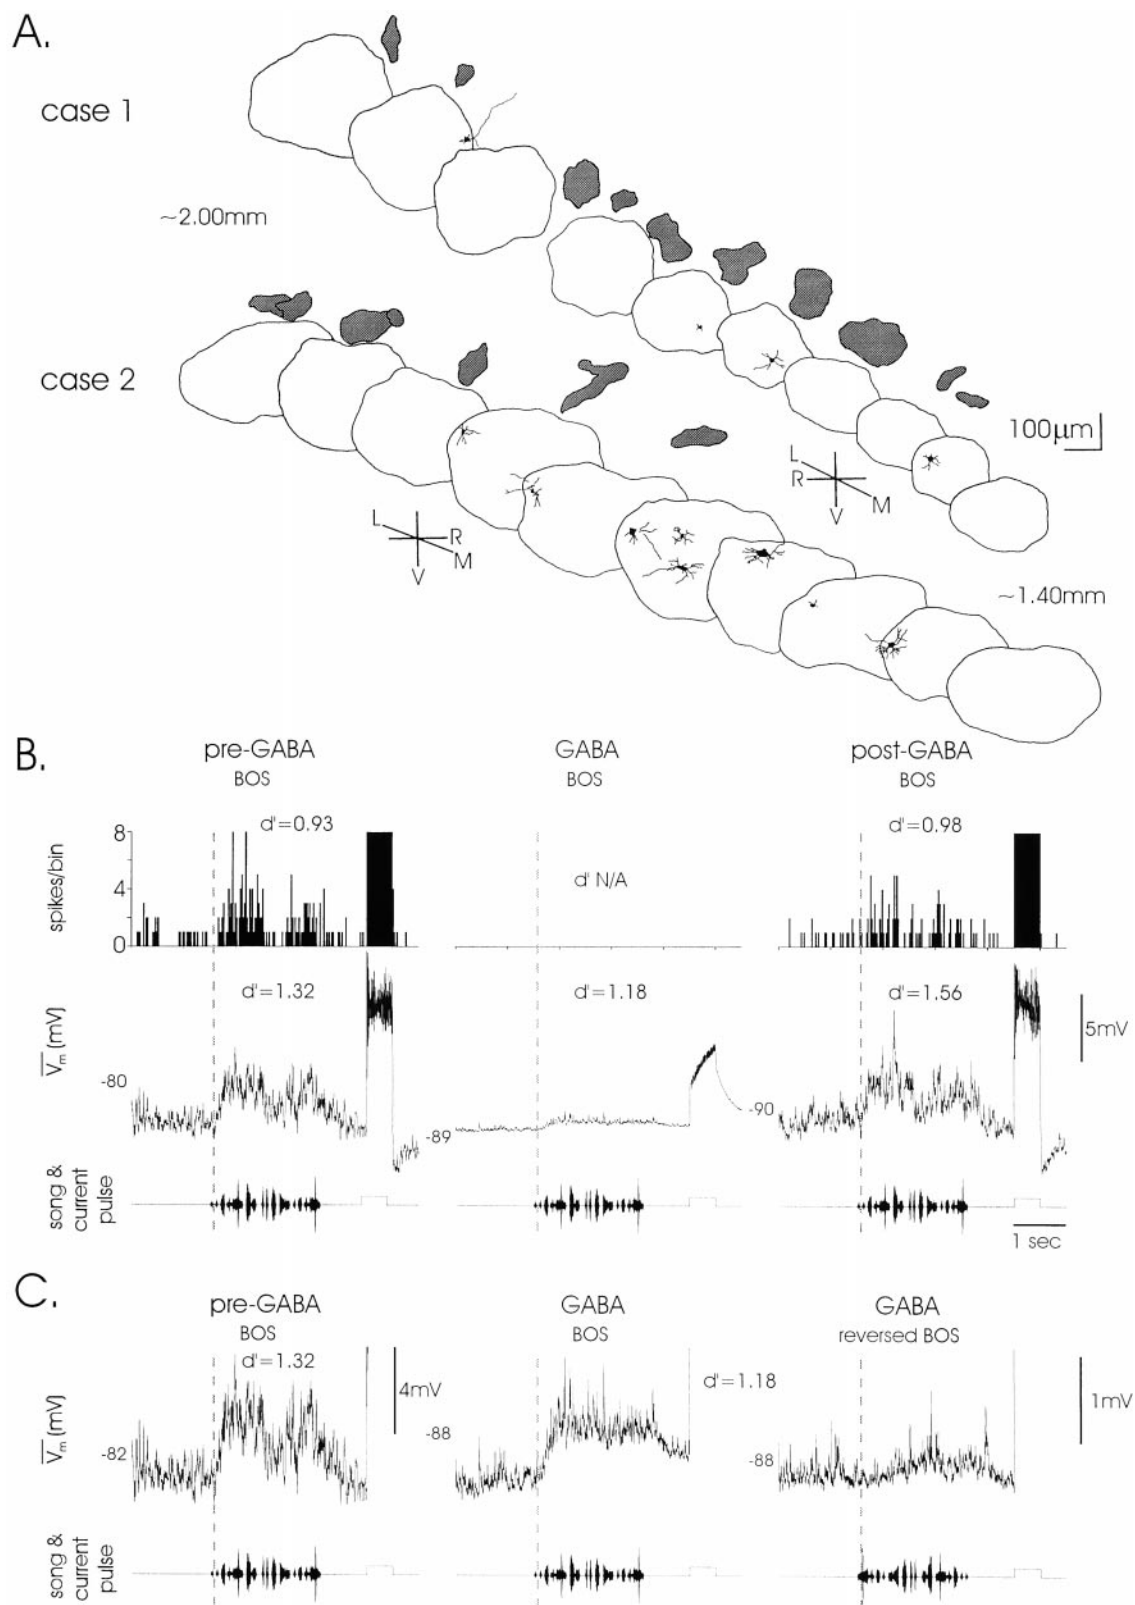 A.
case 1
~2.00mm
case 2
100μm
L
R
M
V
L
R
M
V
~1.40mm
B.
pre-GABA
BOS
GABA
BOS
post-GABA
BOS
d'=0.93
d' N/A
d'=0.98
8
4
0
spikes/bin
d'=1.32
d'=1.18
d'=1.56
Vm (mV)
5mV
-80
-89
-90
song &
current
pulse
1 sec
C.
pre-GABA
BOS
GABA
BOS
GABA
reversed BOS
d'=1.32
d'=1.18
Vm (mV)
4mV
1mV
-82
-88
-88
song &
current
pulse